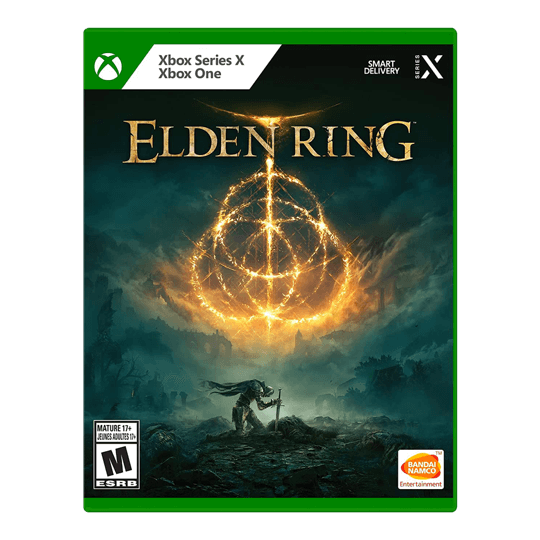 Xbox Series X
Xbox One
SMART
DELIVERY
SERIES X
ELDEN RING
MATURE 17+
JEUNES ADULTES 17+
M
ESRB
BANDAI
NAMCO
Entertainment